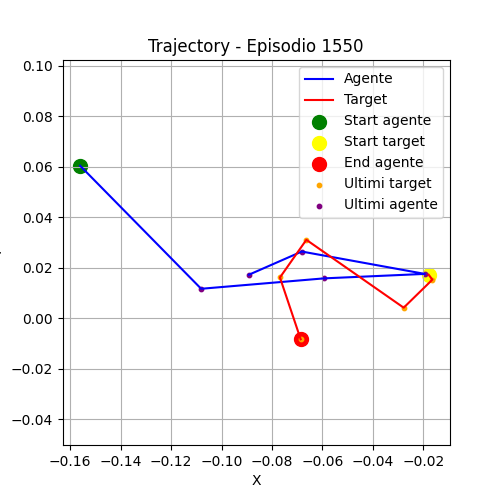 Trajectory - Episodio 1550
0.10
0.08
0.06
0.04
0.02
0.00
−0.02
−0.04
Agente
Target
Start agente
Start target
End agente
Ultimi target
Ultimi agente
−0.16 −0.14 −0.12 −0.10 −0.08 −0.06 −0.04 −0.02
X